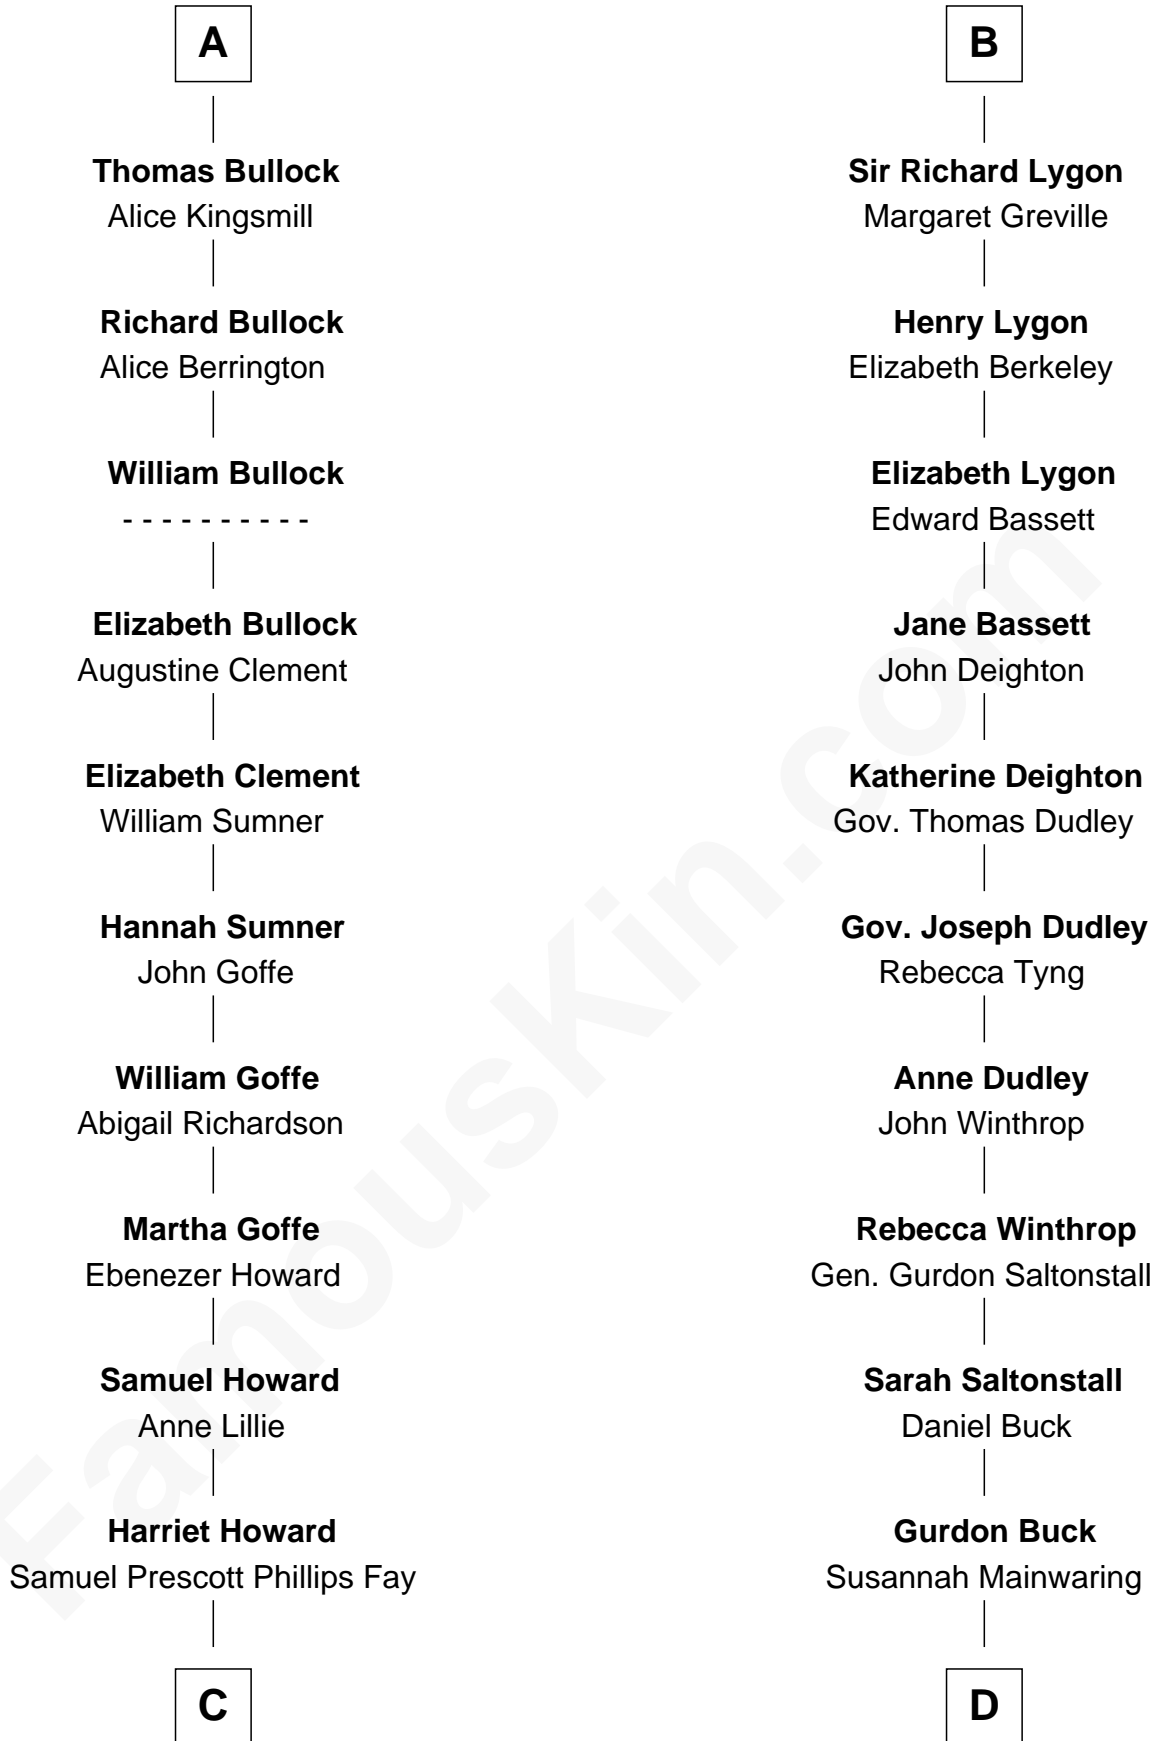 A
Thomas Bullock
Alice Kingsmill
Richard Bullock
Alice Berrington
William Bullock
- - - - - - - - - -
Elizabeth Bullock
Augustine Clement
Elizabeth Clement
William Sumner
Hannah Sumner
John Goffe
William Goffe
Abigail Richardson
Martha Goffe
Ebenezer Howard
Samuel Howard
Anne Lillie
Harriet Howard
Samuel Prescott Phillips Fay
C
B
Sir Richard Lygon
Margaret Greville
Henry Lygon
Elizabeth Berkeley
Elizabeth Lygon
Edward Bassett
Jane Bassett
John Deighton
Katherine Deighton
Gov. Thomas Dudley
Gov. Joseph Dudley
Rebecca Tyng
Anne Dudley
John Winthrop
Rebecca Winthrop
Gen. Gurdon Saltonstall
Sarah Saltonstall
Daniel Buck
Gurdon Buck
Susannah Mainwaring
D
FamousKin.com